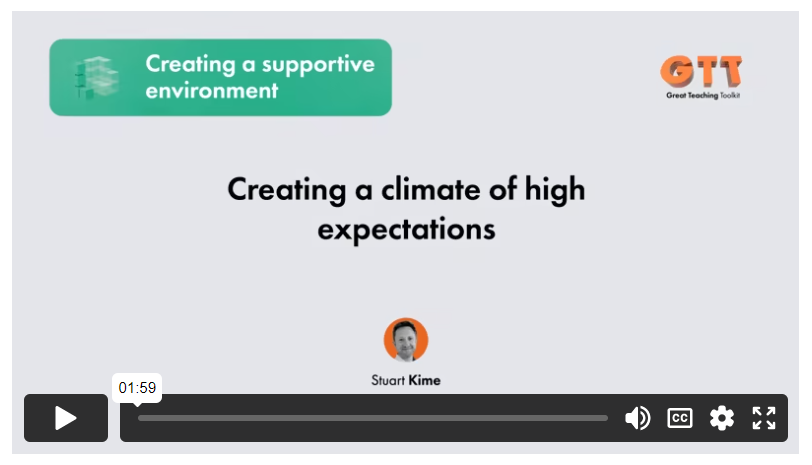 Creating a supportive
environment
GTT
Great Teaching Toolkit
Creating a climate of high
expectations
Stuart Kime
01:59
CC